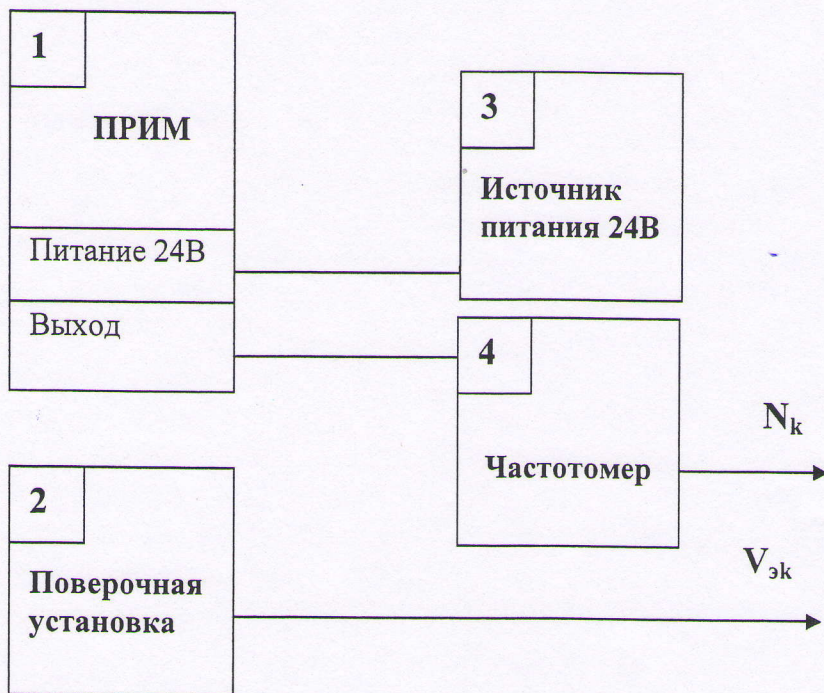 1
ПРИМ
Питание 24В
Выход
3
Источник
питания 24В
4
Частотомер
N_k
2
Поверочная
установка
V_эk